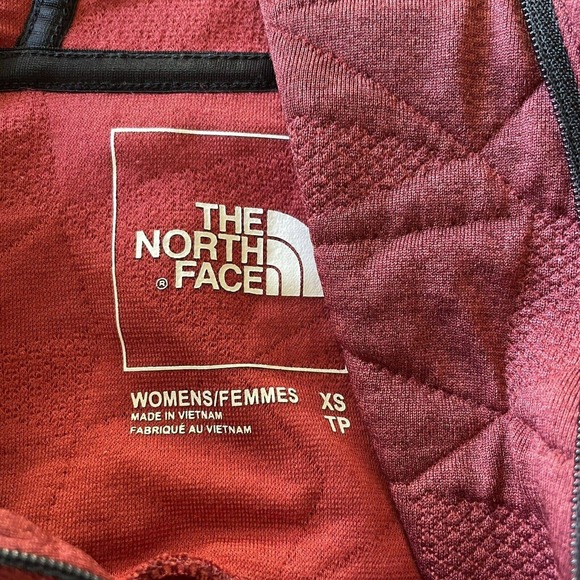 THE
NORTH
® FACE
WOMENS/FEMMES XS
MADE IN VIETNAM
FABRIQUÉ AU VIETNAM TP